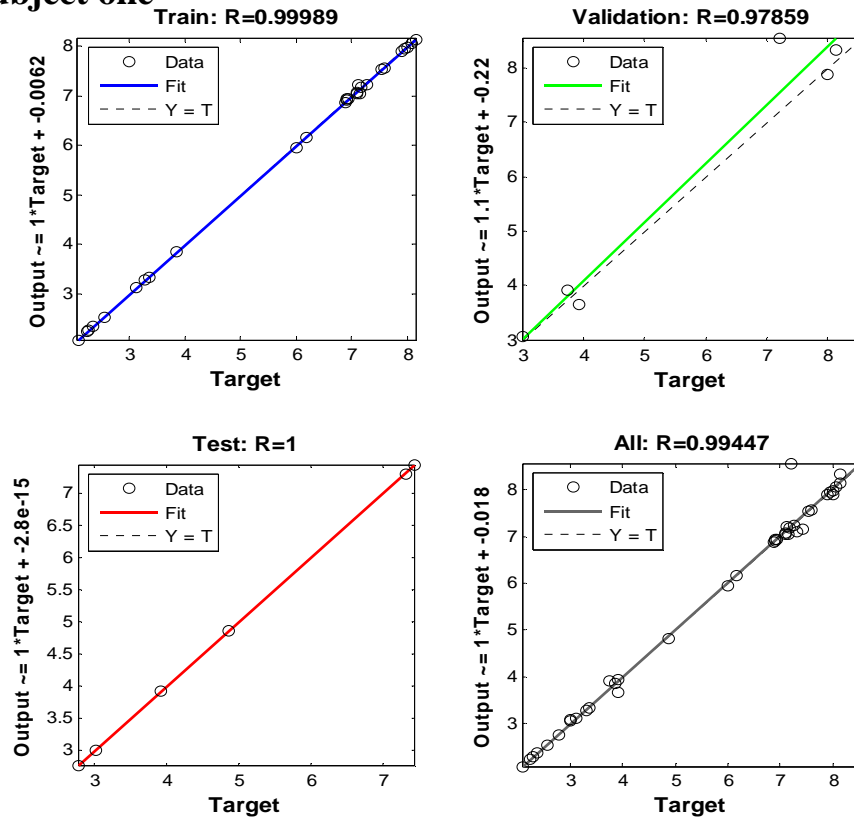 bject one
Train: R=0.99989
Output ~= 1*Target + -0.0062
8
7
6
5
4
3
Data
Fit
Y = T
3 4 5 6 7 8
Target
Validation: R=0.97859
Output ~= 1.1*Target + -0.22
8
7
6
5
4
3
Data
Fit
Y = T
3 4 5 6 7 8
Target
Test: R=1
Output ~= 1*Target + -2.8e-15
7
6.5
6
5.5
5
4.5
4
3.5
3
Data
Fit
Y = T
3 4 5 6 7
Target
All: R=0.99447
Output ~= 1*Target + -0.018
8
7
6
5
4
3
Data
Fit
Y = T
3 4 5 6 7 8
Target